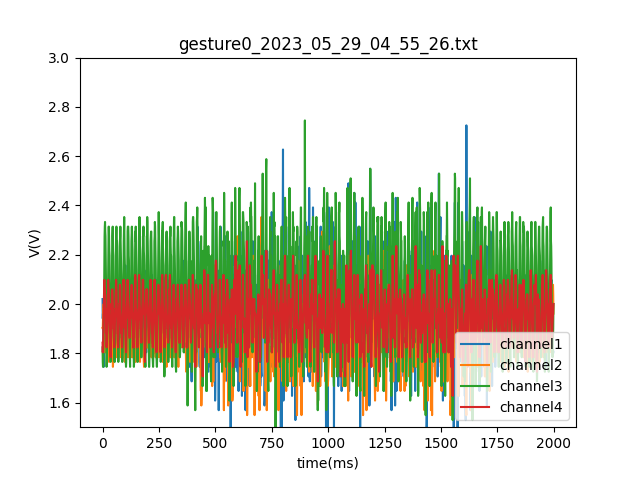 gesture0_2023_05_29_04_55_26.txt
3.0
2.8
2.6
2.4
2.2
2.0
1.8
1.6
V(V)
channel1
channel2
channel3
channel4
0 250 500 750 1000 1250 1500 1750 2000
time(ms)